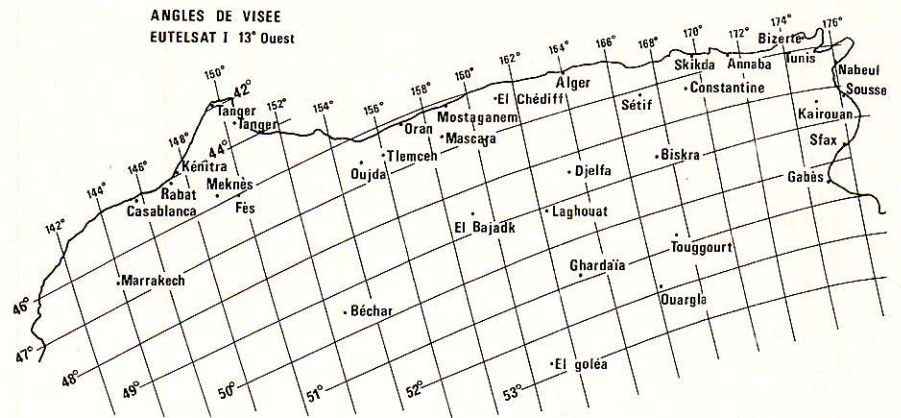 ANGLES DE VISEE
EUTELSAT I 13° Ouest
142°
144°
146°
148°
150°
152°
154°
156°
158°
160°
162°
164°
166°
168°
170°
172°
174°
176°
42°
44°
46°
47°
48°
49°
50°
51°
52°
53°
Bizerte
Tunis
Nabeul
Sousse
Skikda
Annaba
Constantine
Kairouan
Alger
Sétif
El Chédiff
Tanger
Tanger
Mostaganem
Oran
Mascara
Sfax
Tlemceh
Oujda
Biskra
Djelfa
Gabès
Kénitra
Rabat
Meknès
Casablanca
Fès
Laghouat
El Bajadk
Touggourt
Ghardaïa
Marrakech
Ouargla
Béchar
El goléa